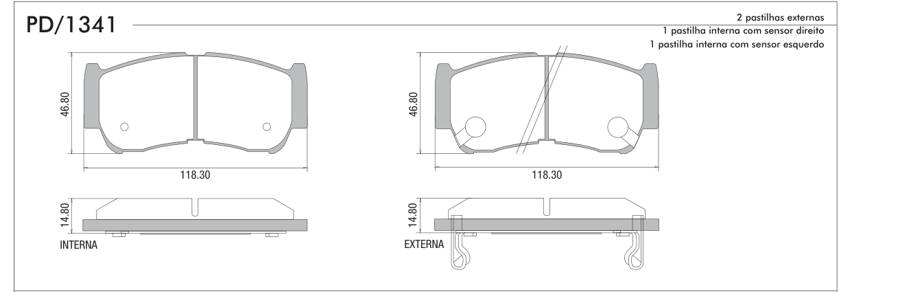 PD/1341
2 pastilhas externas
1 pastilha interna com sensor direito
1 pastilha interna com sensor esquerdo
46.80
118.30
46.80
118.30
14.80
INTERNA
14.80
EXTERNA